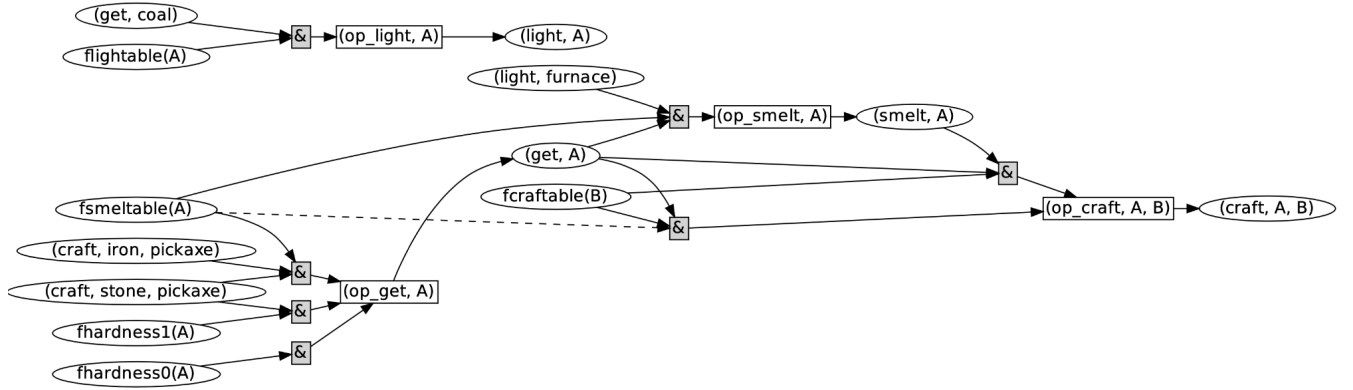 (get, coal)
&
(op_light, A)
(light, A)
flightable(A)
(light, furnace)
&
(op_smelt, A)
(smelt, A)
(get, A)
&
fcraftable(B)
fsmeltable(A)
&
(op_craft, A, B)
(craft, A, B)
(craft, iron, pickaxe)
&
(craft, stone, pickaxe)
(op_get, A)
&
fhardness1(A)
&
fhardness0(A)